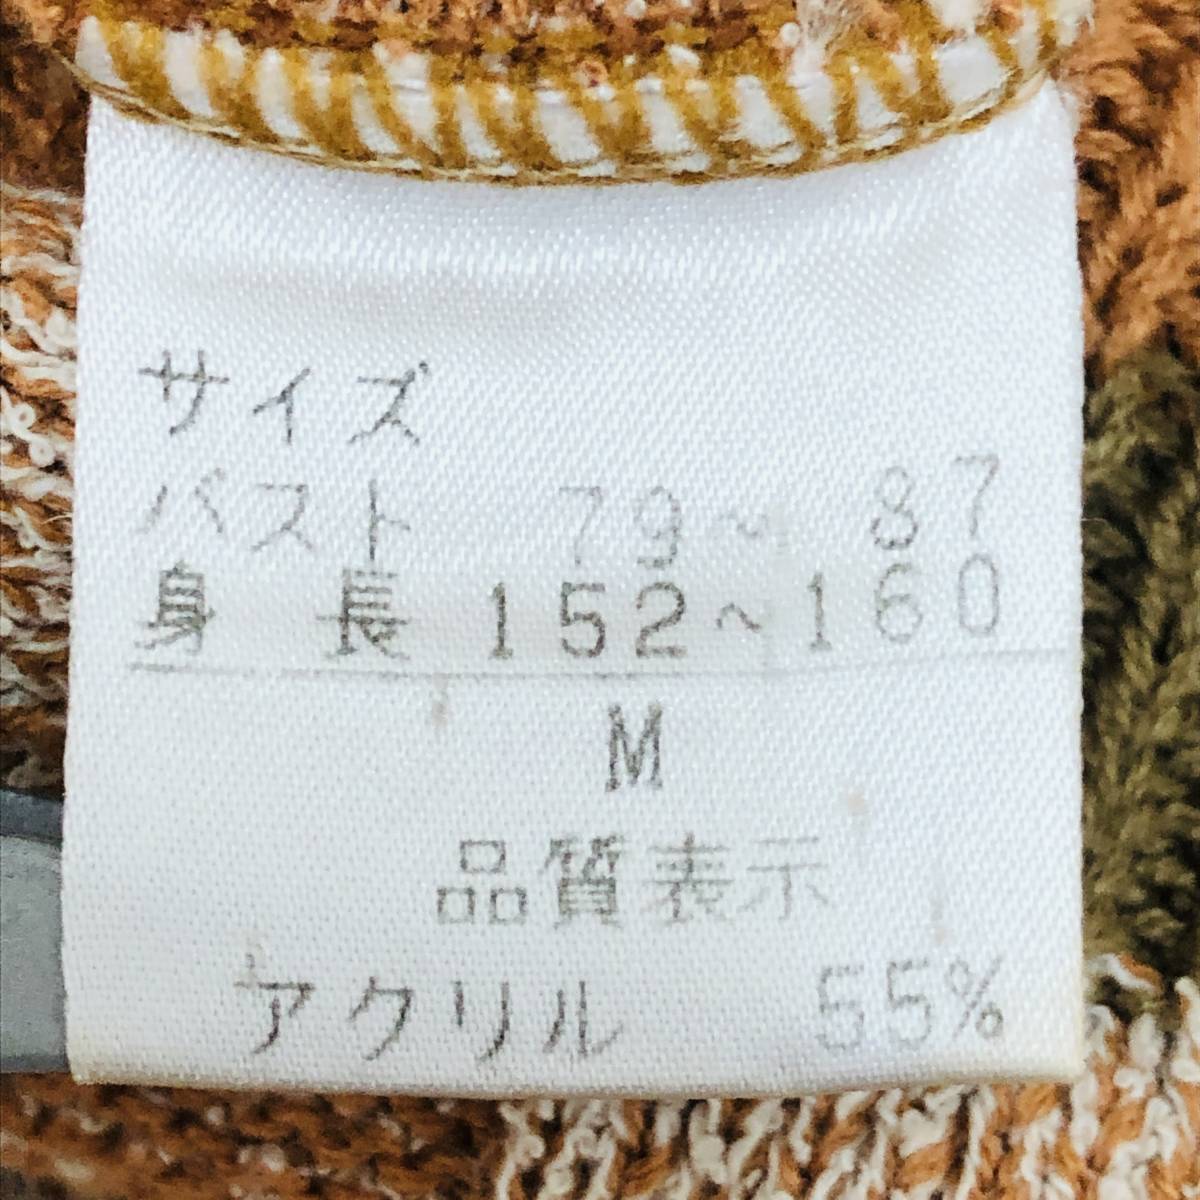 サイズ
バスト 79~87
身長 152~160
M
品質表示
アクリル 55%